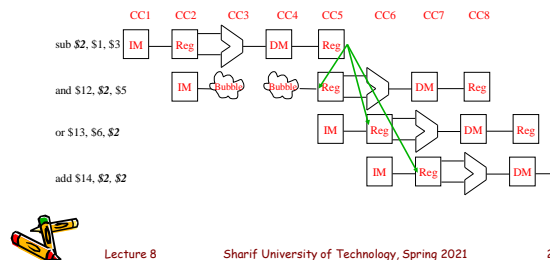 CC1 CC2 CC3 CC4 CC5 CC6 CC7 CC8
sub $2, $1, $3 IM Reg DM Reg
and $12, $2, $5 IM Bubble Bubble Reg DM Reg
or $13, $6, $2 IM Reg DM Reg
add $14, $2, $2 IM Reg DM
Lecture 8 Sharif University of Technology, Spring 2021 2